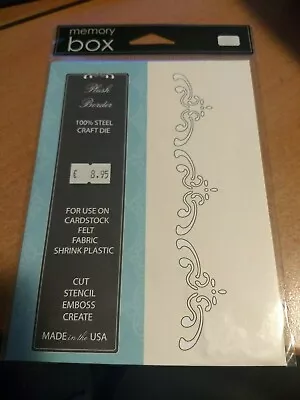 memory
box
Plush
Border
100% STEEL
CRAFT DIE
£ 8.95
FOR USE ON
CARDSTOCK
FELT
FABRIC
SHRINK PLASTIC
CUT
STENCIL
EMBOSS
CREATE
MADE in the USA